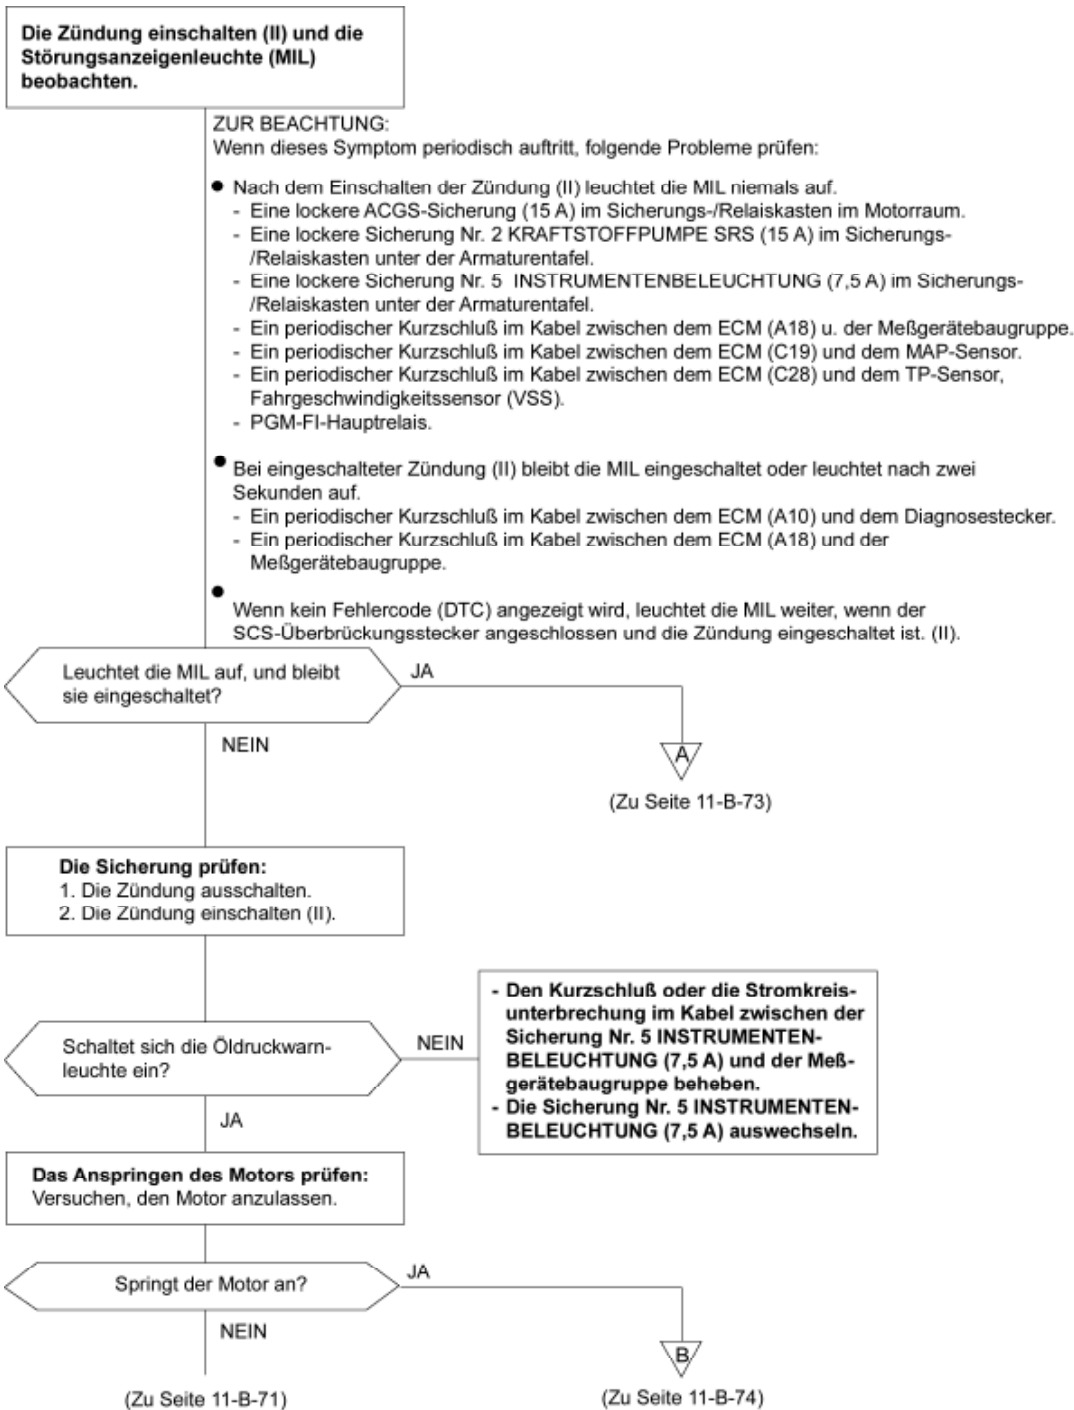 Die Zündung einschalten (II) und die
Störungsanzeigenleuchte (MIL)
beobachten.
ZUR BEACHTUNG:
Wenn dieses Symptom periodisch auftritt, folgende Probleme prüfen:
● Nach dem Einschalten der Zündung (II) leuchtet die MIL niemals auf.
- Eine lockere ACGS-Sicherung (15 A) im Sicherungs-/Relaiskasten im Motorraum.
- Eine lockere Sicherung Nr. 2 KRAFTSTOFFPUMPE SRS (15 A) im Sicherungs-
/Relaiskasten unter der Armaturentafel.
- Eine lockere Sicherung Nr. 5 INSTRUMENTENBELEUCHTUNG (7,5 A) im Sicherungs-
/Relaiskasten unter der Armaturentafel.
- Ein periodischer Kurzschluß im Kabel zwischen dem ECM (A18) u. der Meßgerätebaugruppe.
- Ein periodischer Kurzschluß im Kabel zwischen dem ECM (C19) und dem MAP-Sensor.
- Ein periodischer Kurzschluß im Kabel zwischen dem ECM (C28) und dem TP-Sensor,
Fahrgeschwindigkeitssensor (VSS).
- PGM-FI-Hauptrelais.
● Bei eingeschalteter Zündung (II) bleibt die MIL eingeschaltet oder leuchtet nach zwei
Sekunden auf.
- Ein periodischer Kurzschluß im Kabel zwischen dem ECM (A10) und dem Diagnosestecker.
- Ein periodischer Kurzschluß im Kabel zwischen dem ECM (A18) und der
Meßgerätebaugruppe.
● Wenn kein Fehlercode (DTC) angezeigt wird, leuchtet die MIL weiter, wenn der
SCS-Überbrückungsstecker angeschlossen und die Zündung eingeschaltet ist. (II).
Leuchtet die MIL auf, und bleibt
sie eingeschaltet?
JA
NEIN
A
(Zu Seite 11-B-73)
Die Sicherung prüfen:
1. Die Zündung ausschalten.
2. Die Zündung einschalten (II).
Schaltet sich die Öldruckwarn-
leuchte ein?
NEIN
- Den Kurzschluß oder die Stromkreis-
unterbrechung im Kabel zwischen der
Sicherung Nr. 5 INSTRUMENTEN-
BELEUCHTUNG (7,5 A) und der Meß-
gerätebaugruppe beheben.
- Die Sicherung Nr. 5 INSTRUMENTEN-
BELEUCHTUNG (7,5 A) auswechseln.
JA
Das Anspringen des Motors prüfen:
Versuchen, den Motor anzulassen.
Springt der Motor an?
JA
NEIN
B
(Zu Seite 11-B-71)
(Zu Seite 11-B-74)